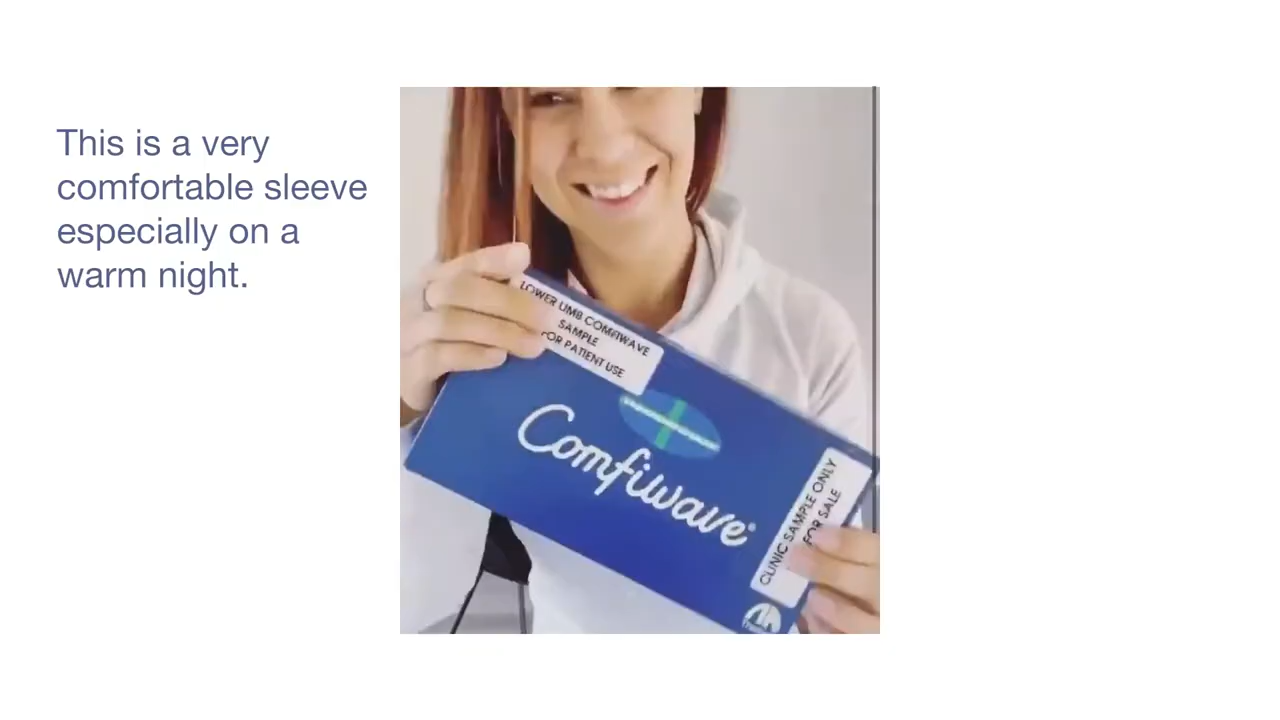 This is a very
comfortable sleeve
especially on a
warm night.
LOWER LIMB COMFIWAVE
SAMPLE
FOR PATIENT USE
Comfiwave®
CLINIC SAMPLE ONLY
FOR SALE